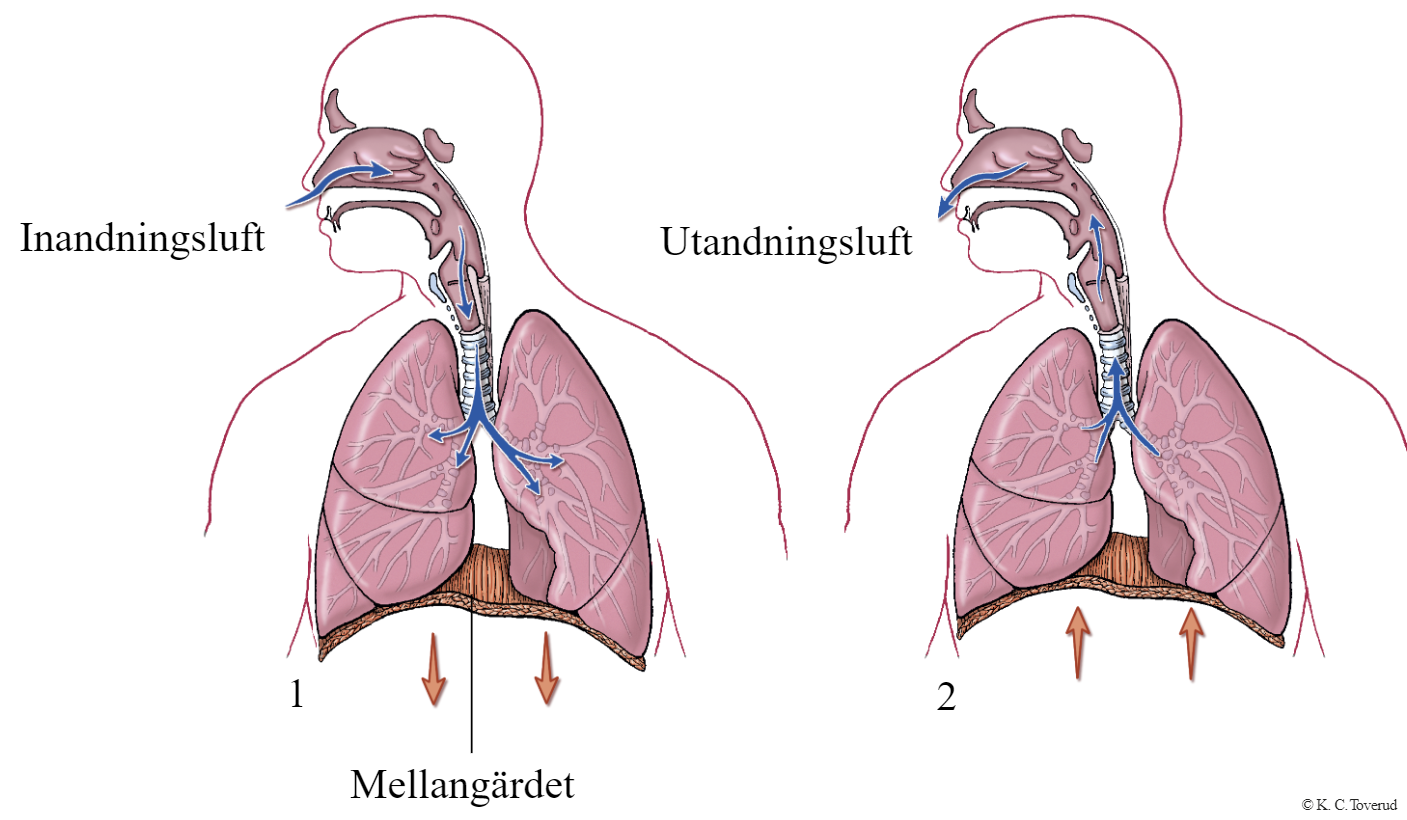 Inandningsluft
Utandningsluft
1
2
Mellangärdet
© K. C. Toverud